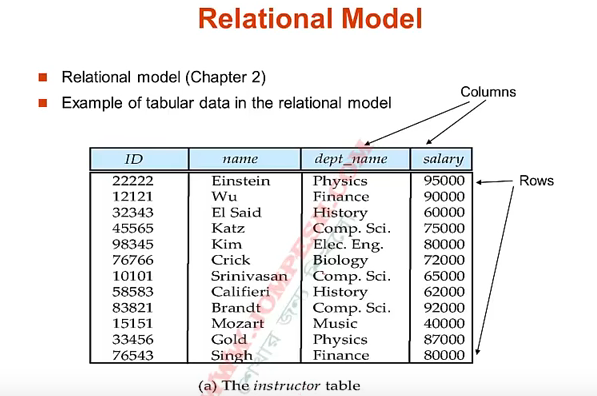 Relational Model
Relational model (Chapter 2)
Example of tabular data in the relational model
Columns
ID name dept_name salary
22222 Einstein Physics 95000
Rows
12121 Wu Finance 90000
32343 El Said History 60000
45565 Katz Comp. Sci. 75000
98345 Kim Elec. Eng. 80000
76766 Crick Biology 72000
10101 Srinivasan Comp. Sci. 65000
58583 Califieri History 62000
83821 Brandt Comp. Sci. 92000
15151 Mozart Music 40000
33456 Gold Physics 87000
76543 Singh Finance 80000
(a) The instructor table